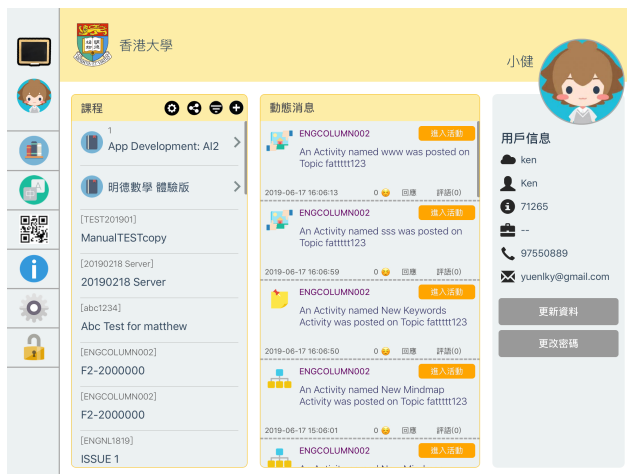 香港大學
小健
課程
1
App Development: AI2
明德數學 體驗版
[TEST201901]
ManualTESTcopy
[20190218 Server]
20190218 Server
[abc1234]
Abc Test for matthew
[ENGCOLUMN002]
F2-2000000
[ENGCOLUMN002]
F2-2000000
[ENGNL1819]
ISSUE 1
動態消息
ENGCOLUMN002 進入活動
An Activity named www was posted on
Topic fattttt123
2019-06-17 16:06:13 0 回應 評語(0)
ENGCOLUMN002 進入活動
An Activity named sss was posted on
Topic fattttt123
2019-06-17 16:06:59 0 回應 評語(0)
ENGCOLUMN002 進入活動
An Activity named New Keywords
Activity was posted on Topic fattttt123
2019-06-17 16:06:50 0 回應 評語(0)
ENGCOLUMN002 進入活動
An Activity named New Mindmap
Activity was posted on Topic fattttt123
2019-06-17 15:06:01 0 回應 評語(0)
ENGCOLUMN002 進入活動
用戶信息
ken
Ken
71265
--
97550889
yuenlky@gmail.com
更新資料
更改密碼